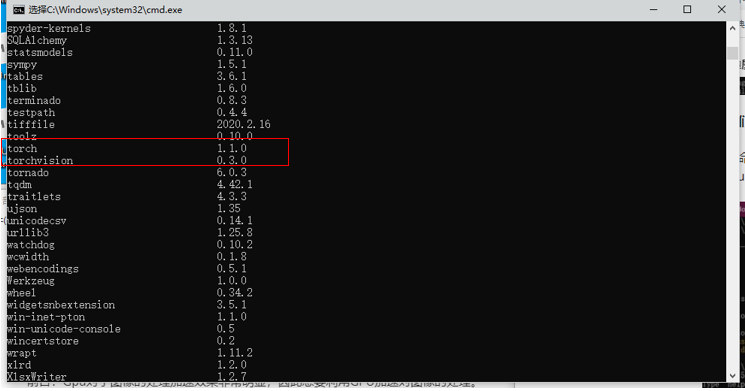 选择C:\Windows\system32\cmd.exe
spyder-kernels 1.8.1
SQLAlchemy 1.3.13
statsmodels 0.11.0
sympy 1.5.1
tables 3.6.1
tblib 1.6.0
terminado 0.8.3
testpath 0.4.4
tifffile 2020.2.16
toolz 0.10.0
torch 1.1.0
torchvision 0.3.0
tornado 6.0.3
tqdm 4.42.1
traitlets 4.3.3
ujson 1.35
unicodecsv 0.14.1
urllib3 1.25.8
watchdog 0.10.2
wcwidth 0.1.8
webencodings 0.5.1
Werkzeug 1.0.0
wheel 0.34.2
widgetsnbextension 3.5.1
win-inet-pton 1.1.0
win-unicode-console 0.5
wincertstore 0.2
wrapt 1.11.2
xlrd 1.2.0
XlsxWriter 1.2.7